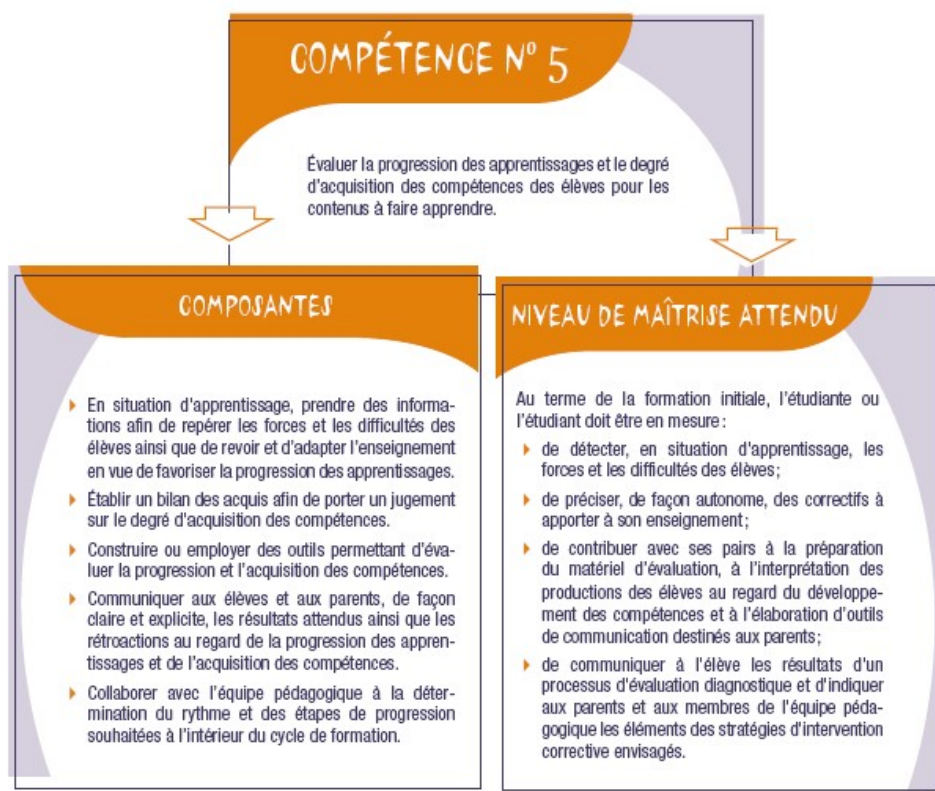 COMPÉTENCE Nº 5
Évaluer la progression des apprentissages et le degré
d'acquisition des compétences des élèves pour les
contenus à faire apprendre.
COMPOSANTES
En situation d'apprentissage, prendre des informa-
tions afin de repérer les forces et les difficultés des
élèves ainsi que de revoir et d'adapter l'enseignement
en vue de favoriser la progression des apprentissages.
Établir un bilan des acquis afin de porter un jugement
sur le degré d'acquisition des compétences.
Construire ou employer des outils permettant d'éva-
luer la progression et l'acquisition des compétences.
Communiquer aux élèves et aux parents, de façon
claire et explicite, les résultats attendus ainsi que les
rétroactions au regard de la progression des appren-
tissages et de l'acquisition des compétences.
Collaborer avec l'équipe pédagogique à la déter-
mination du rythme et des étapes de progression
souhaitées à l'intérieur du cycle de formation.
NIVEAU DE MAÎTRISE ATTENDU
Au terme de la formation initiale, l'étudiante ou
l'étudiant doit être en mesure :
de détecter, en situation d'apprentissage, les
forces et les difficultés des élèves;
de préciser, de façon autonome, des correctifs à
apporter à son enseignement;
de contribuer avec ses pairs à la préparation
du matériel d'évaluation, à l'interprétation des
productions des élèves au regard du développe-
ment des compétences et à l'élaboration d'outils
de communication destinés aux parents;
de communiquer à l'élève les résultats d'un
processus d'évaluation diagnostique et d'indiquer
aux parents et aux membres de l'équipe péda-
gogique les éléments des stratégies d'intervention
corrective envisagés.